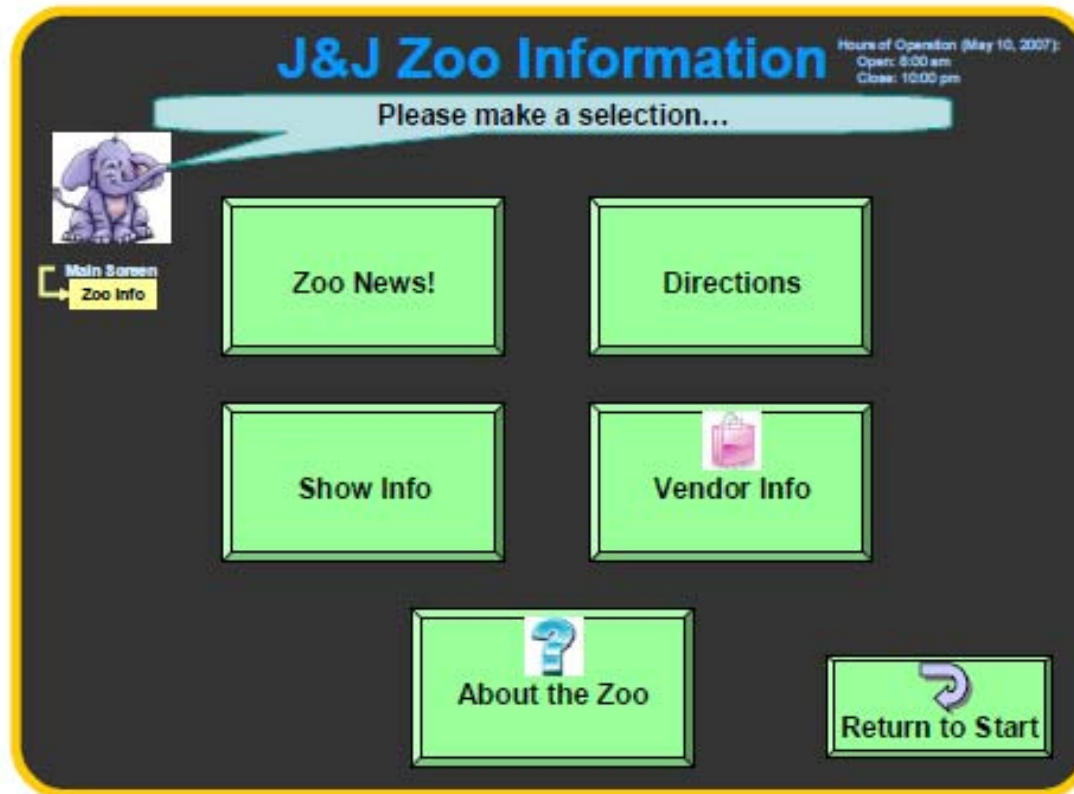 J&J Zoo Information
Hours of Operation (May 10, 2007):
Open: 8:00 am
Close: 10:00 pm
Please make a selection...
Main Screen
Zoo Info
Zoo News!
Directions
Show Info
Vendor Info
About the Zoo
Return to Start